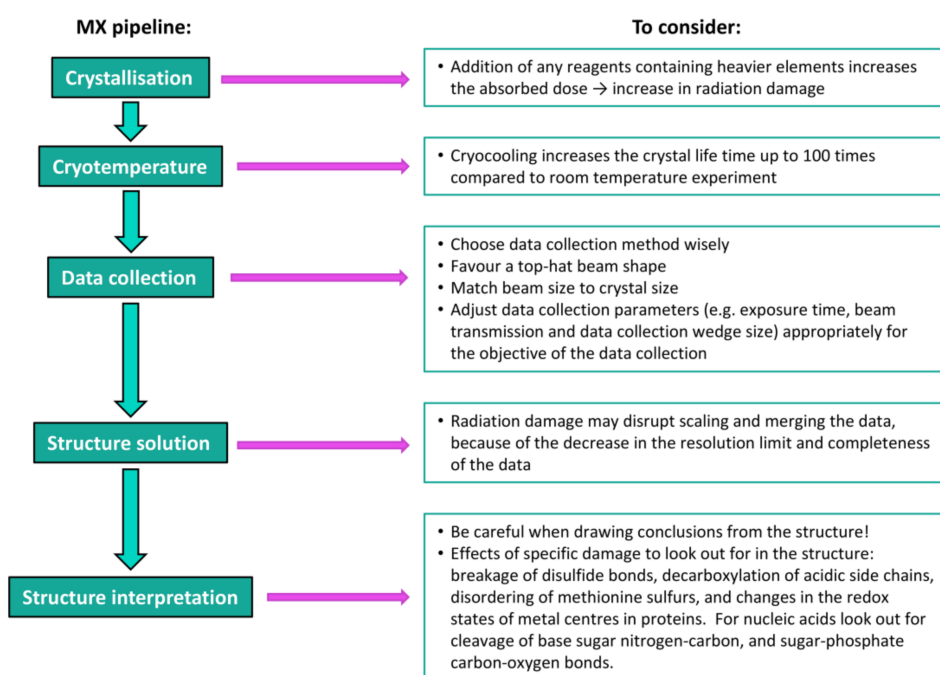 MX pipeline:
To consider:
Crystallisation
• Addition of any reagents containing heavier elements increases
the absorbed dose → increase in radiation damage
Cryotemperature
• Cryocooling increases the crystal life time up to 100 times
compared to room temperature experiment
Data collection
• Choose data collection method wisely
• Favour a top-hat beam shape
• Match beam size to crystal size
• Adjust data collection parameters (e.g. exposure time, beam
transmission and data collection wedge size) appropriately for
the objective of the data collection
Structure solution
• Radiation damage may disrupt scaling and merging the data,
because of the decrease in the resolution limit and completeness
of the data
Structure interpretation
• Be careful when drawing conclusions from the structure!
• Effects of specific damage to look out for in the structure:
breakage of disulfide bonds, decarboxylation of acidic side chains,
disordering of methionine sulfurs, and changes in the redox
states of metal centres in proteins. For nucleic acids look out for
cleavage of base sugar nitrogen-carbon, and sugar-phosphate
carbon-oxygen bonds.